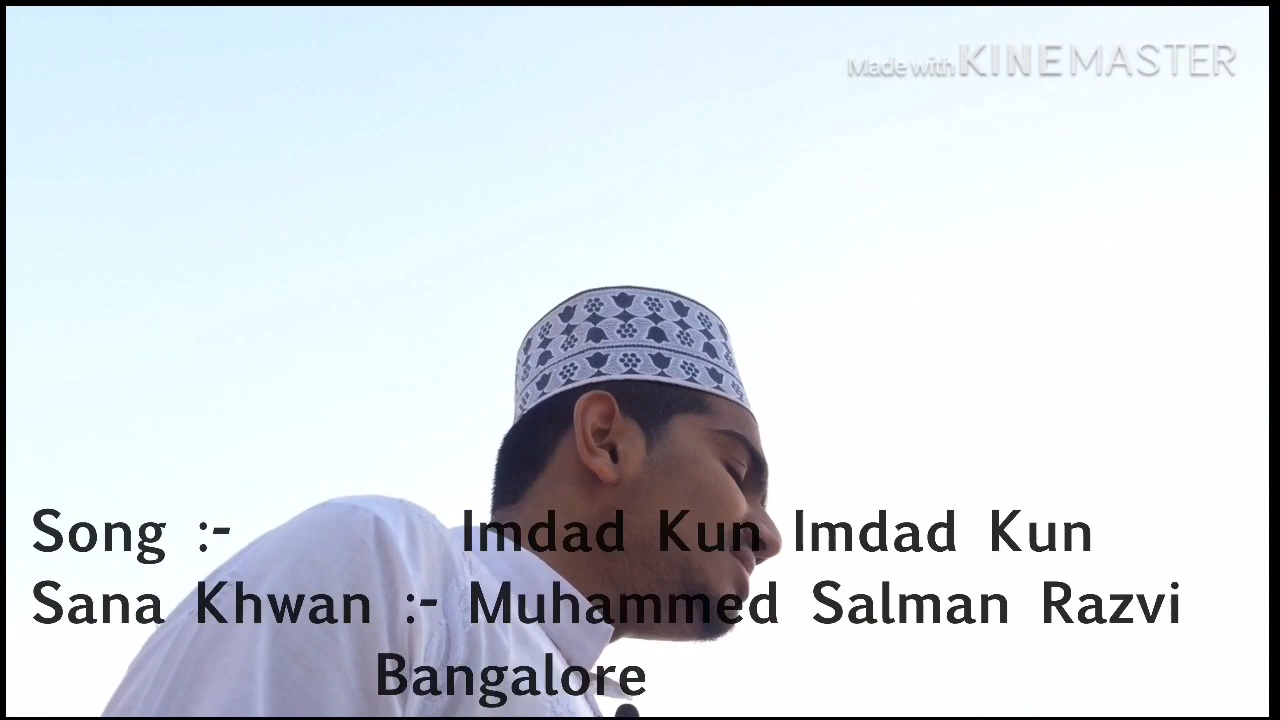 Made with KINEMASTER
Song :- Imdad Kun Imdad Kun
Sana Khwan :- Muhammed Salman Razvi
Bangalore